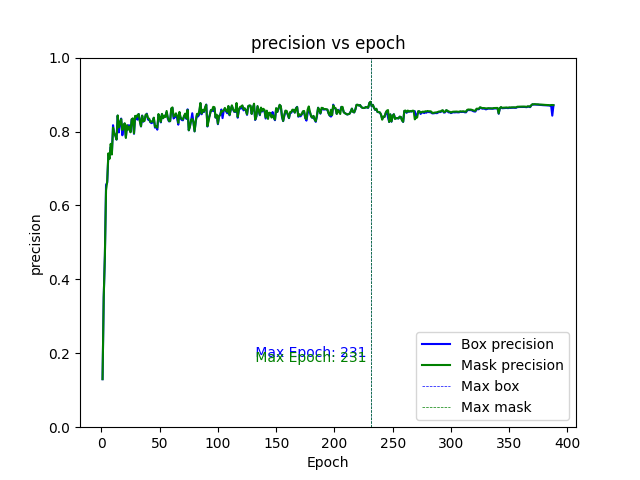 precision vs epoch
1.0
0.8
0.6
0.4
0.2
0.0
precision
Max Epoch: 231
Max Epoch: 231
Box precision
Mask precision
Max box
Max mask
0 50 100 150 200 250 300 350 400
Epoch